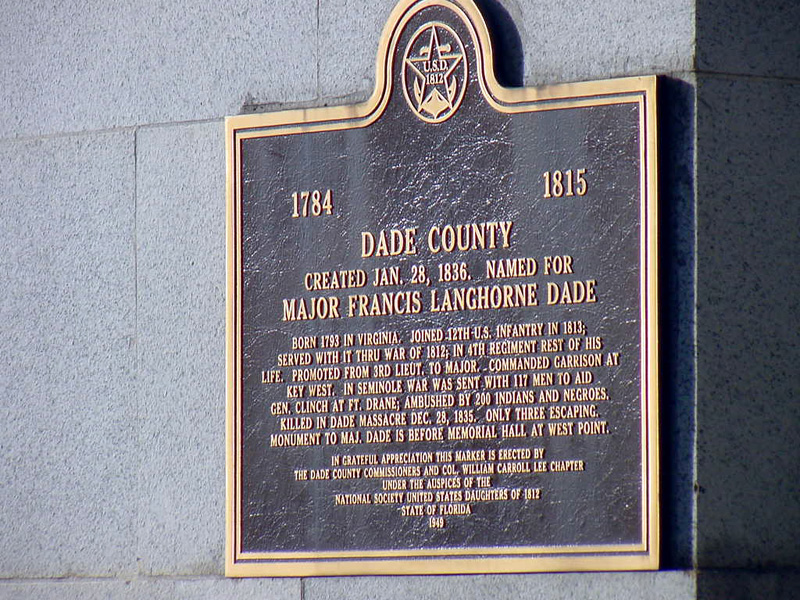 U.S.D.
1812
1784 1815
DADE COUNTY
CREATED JAN. 28, 1836. NAMED FOR
MAJOR FRANCIS LANGHORNE DADE
BORN 1793 IN VIRGINIA. JOINED 12TH U.S. INFANTRY IN 1813;
SERVED WITH IT THRU WAR OF 1812; IN 4TH REGIMENT REST OF HIS
LIFE. PROMOTED FROM 3RD LIEUT. TO MAJOR. COMMANDED GARRISON AT
KEY WEST. IN SEMINOLE WAR WAS SENT WITH 117 MEN TO AID
GEN. CLINCH AT FT. DRANE; AMBUSHED BY 200 INDIANS AND NEGROES.
KILLED IN DADE MASSACRE DEC. 28, 1835. ONLY THREE ESCAPING.
MONUMENT TO MAJ. DADE IS BEFORE MEMORIAL HALL AT WEST POINT.
IN GRATEFUL APPRECIATION THIS MARKER IS ERECTED BY
THE DADE COUNTY COMMISSIONERS AND COL. WILLIAM CARROLL LEE CHAPTER
UNDER THE AUSPICES OF THE
NATIONAL SOCIETY UNITED STATES DAUGHTERS OF 1812
STATE OF FLORIDA
1949